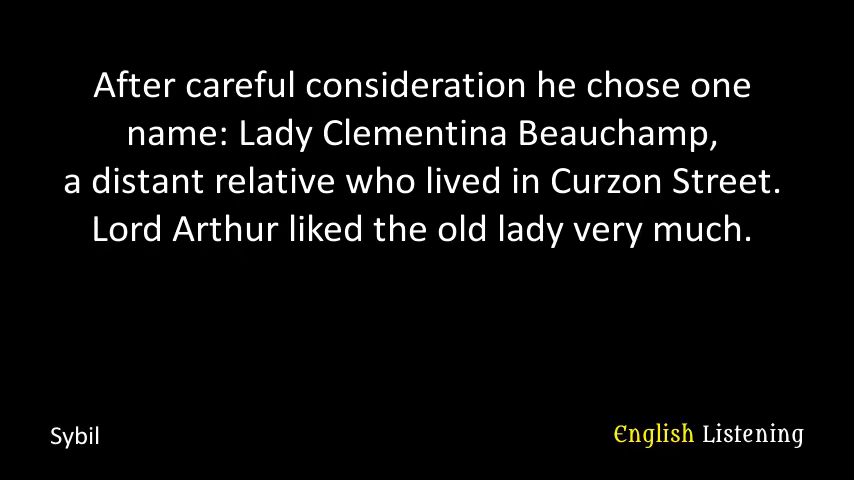 After careful consideration he chose one
name: Lady Clementina Beauchamp,
a distant relative who lived in Curzon Street.
Lord Arthur liked the old lady very much.
Sybil
English Listening